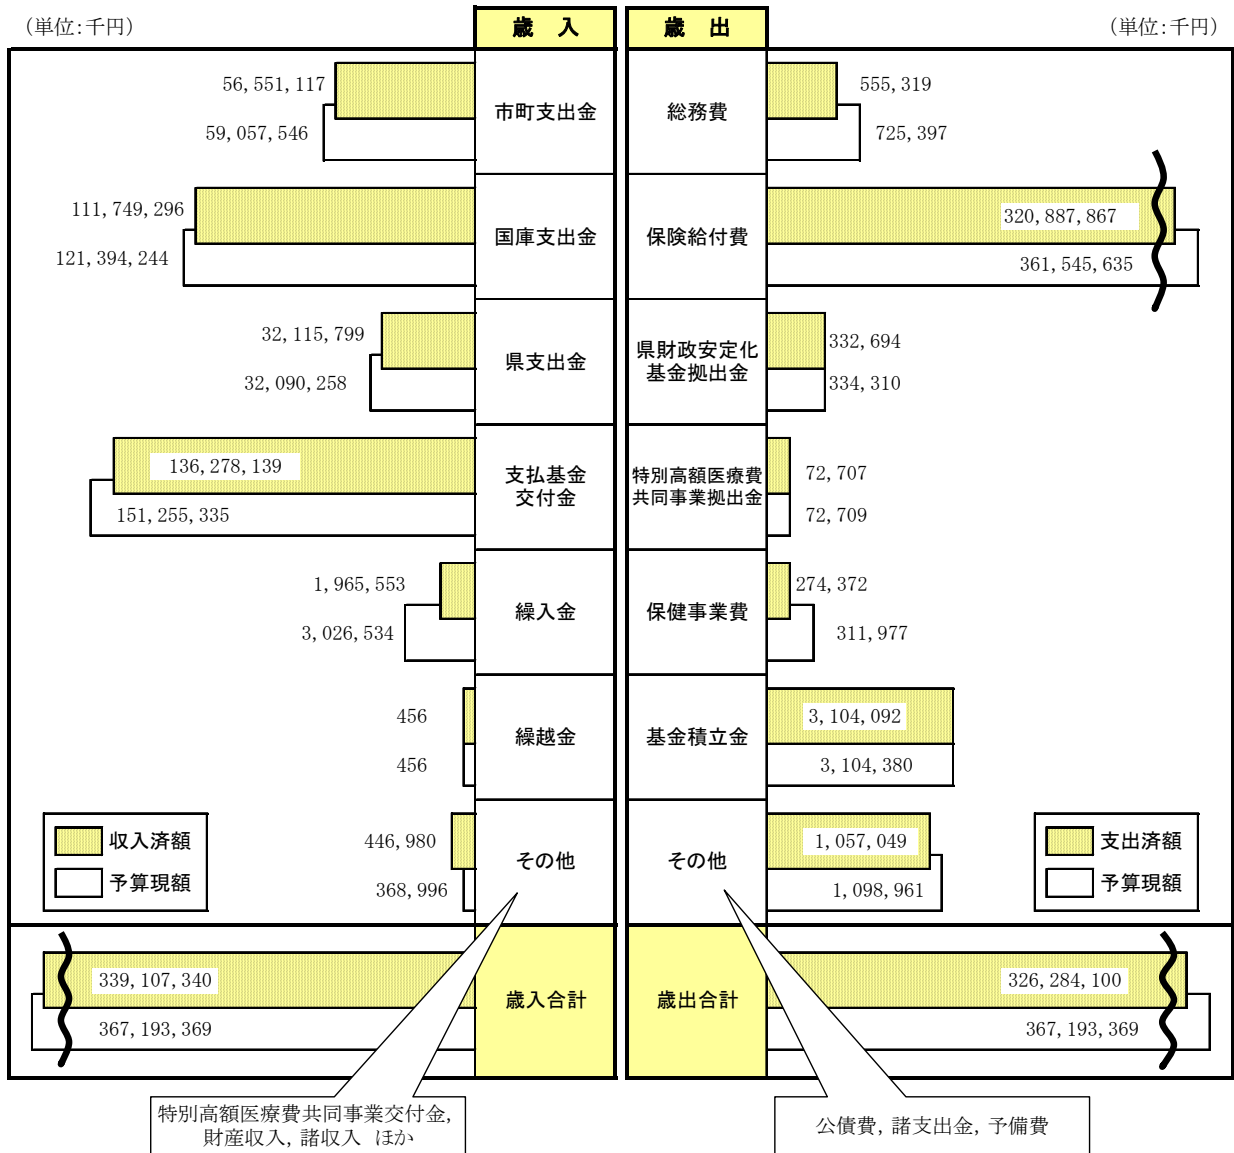 （単位：千円）
歳　入
歳　出
（単位：千円）
56,551,117
59,057,546
市町支出金
総務費
555,319
725,397
111,749,296
121,394,244
国庫支出金
保険給付費
320,887,867
361,545,635
32,115,799
32,090,258
県支出金
県財政安定化
基金拠出金
332,694
334,310
136,278,139
151,255,335
支払基金
交付金
特別高額医療費
共同事業拠出金
72,707
72,709
1,965,553
3,026,534
繰入金
保健事業費
274,372
311,977
456
456
繰越金
基金積立金
3,104,092
3,104,380
収入済額
予算現額
446,980
368,996
その他
その他
1,057,049
1,098,961
支出済額
予算現額
339,107,340
367,193,369
歳入合計
歳出合計
326,284,100
367,193,369
特別高額医療費共同事業交付金，
財産収入，諸収入　ほか
公債費，諸支出金，予備費